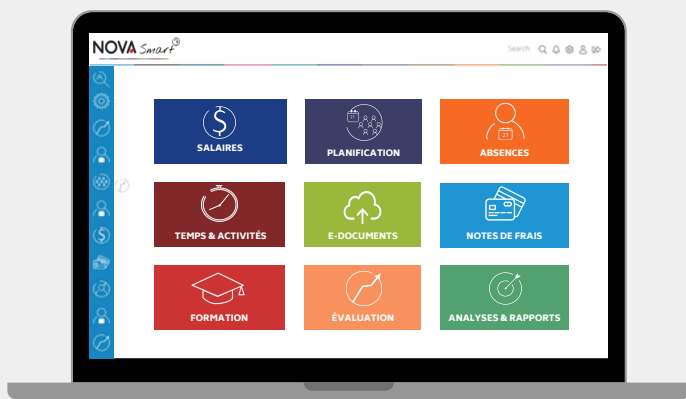 NOVA Smart
Search
SALAIRES
PLANIFICATION
ABSENCES
TEMPS & ACTIVITÉS
E-DOCUMENTS
NOTES DE FRAIS
FORMATION
ÉVALUATION
ANALYSES & RAPPORTS